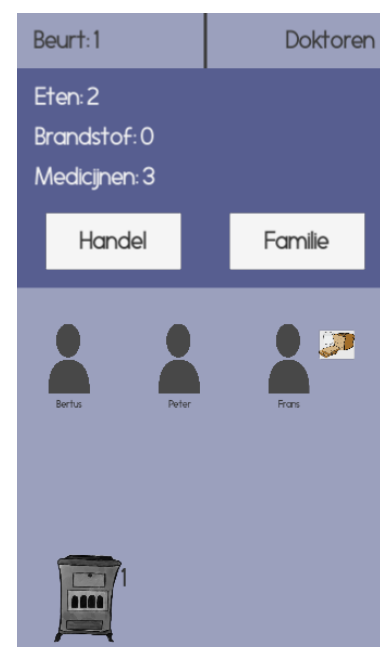 Beurt: 1 Doktoren
Eten: 2
Brandstof: 0
Medicijnen: 3
Handel Familie
Bertus Peter Frans
1